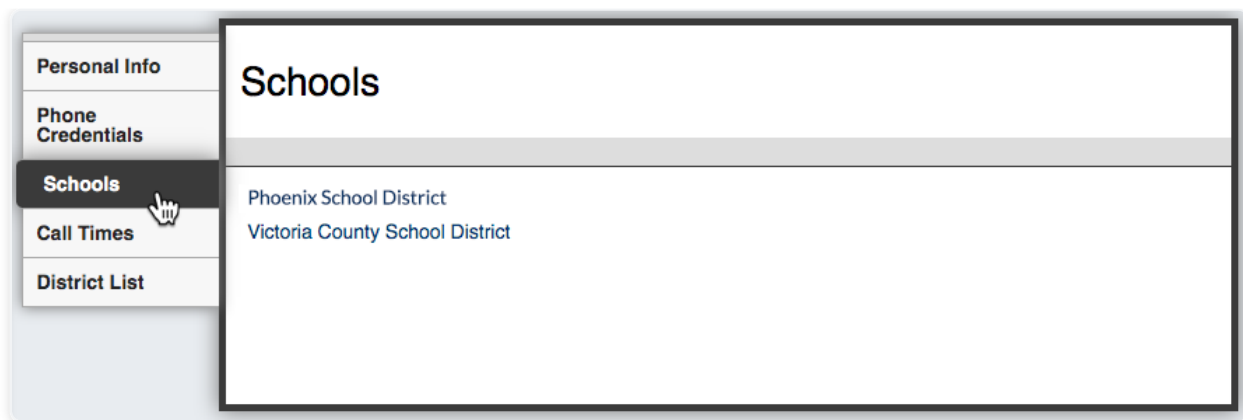 Personal Info
Phone
Credentials
Schools
Call Times
District List
Schools
Phoenix School District
Victoria County School District